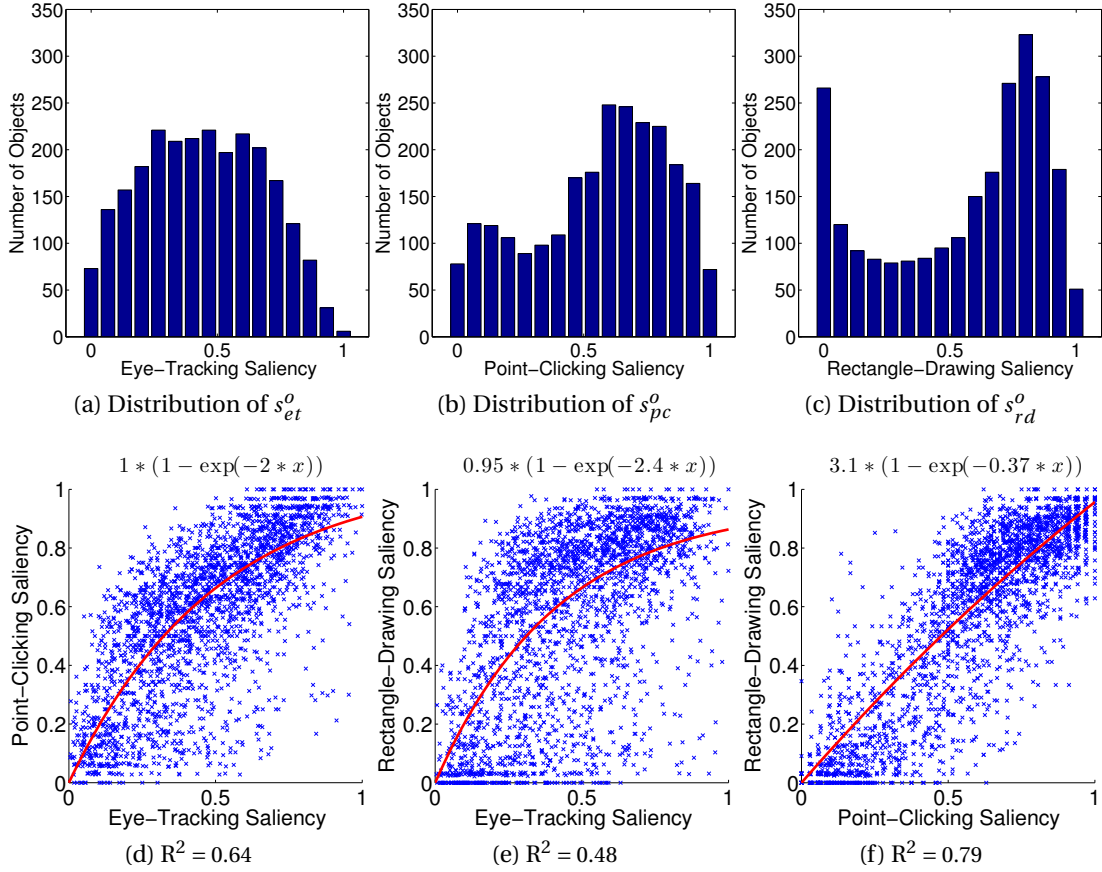 350
300
250
200
150
100
50
0
Number of Objects
0 0.5 1
Eye−Tracking Saliency
(a) Distribution of s_{et}^{o}
350
300
250
200
150
100
50
0
Number of Objects
0 0.5 1
Point−Clicking Saliency
(b) Distribution of s_{pc}^{o}
350
300
250
200
150
100
50
0
Number of Objects
0 0.5 1
Rectangle−Drawing Saliency
(c) Distribution of s_{rd}^{o}
1 ∗ (1 − exp(−2 ∗ x))
1
0.8
0.6
0.4
0.2
0
Point−Clicking Saliency
0 0.5 1
Eye−Tracking Saliency
(d) R² = 0.64
0.95 ∗ (1 − exp(−2.4 ∗ x))
1
0.8
0.6
0.4
0.2
0
Rectangle−Drawing Saliency
0 0.5 1
Eye−Tracking Saliency
(e) R² = 0.48
3.1 ∗ (1 − exp(−0.37 ∗ x))
1
0.8
0.6
0.4
0.2
0
Rectangle−Drawing Saliency
0 0.5 1
Point−Clicking Saliency
(f) R² = 0.79